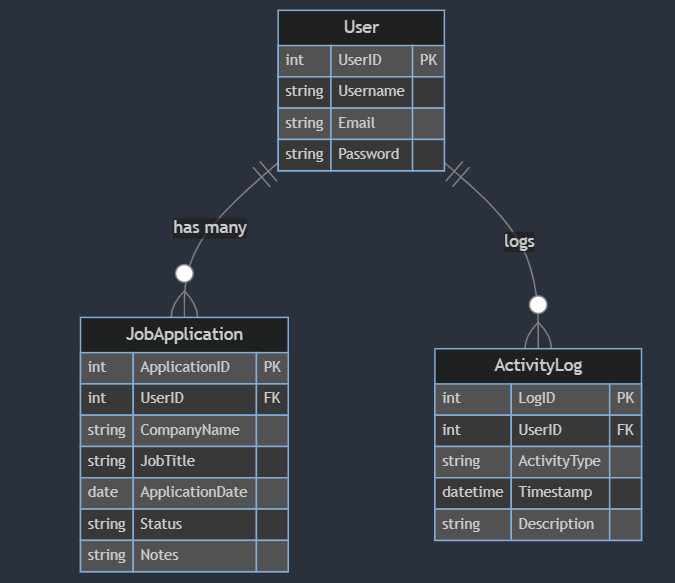 User
int UserID PK
string Username
string Email
string Password
has many
logs
JobApplication
int ApplicationID PK
int UserID FK
string CompanyName
string JobTitle
date ApplicationDate
string Status
string Notes
ActivityLog
int LogID PK
int UserID FK
string ActivityType
datetime Timestamp
string Description